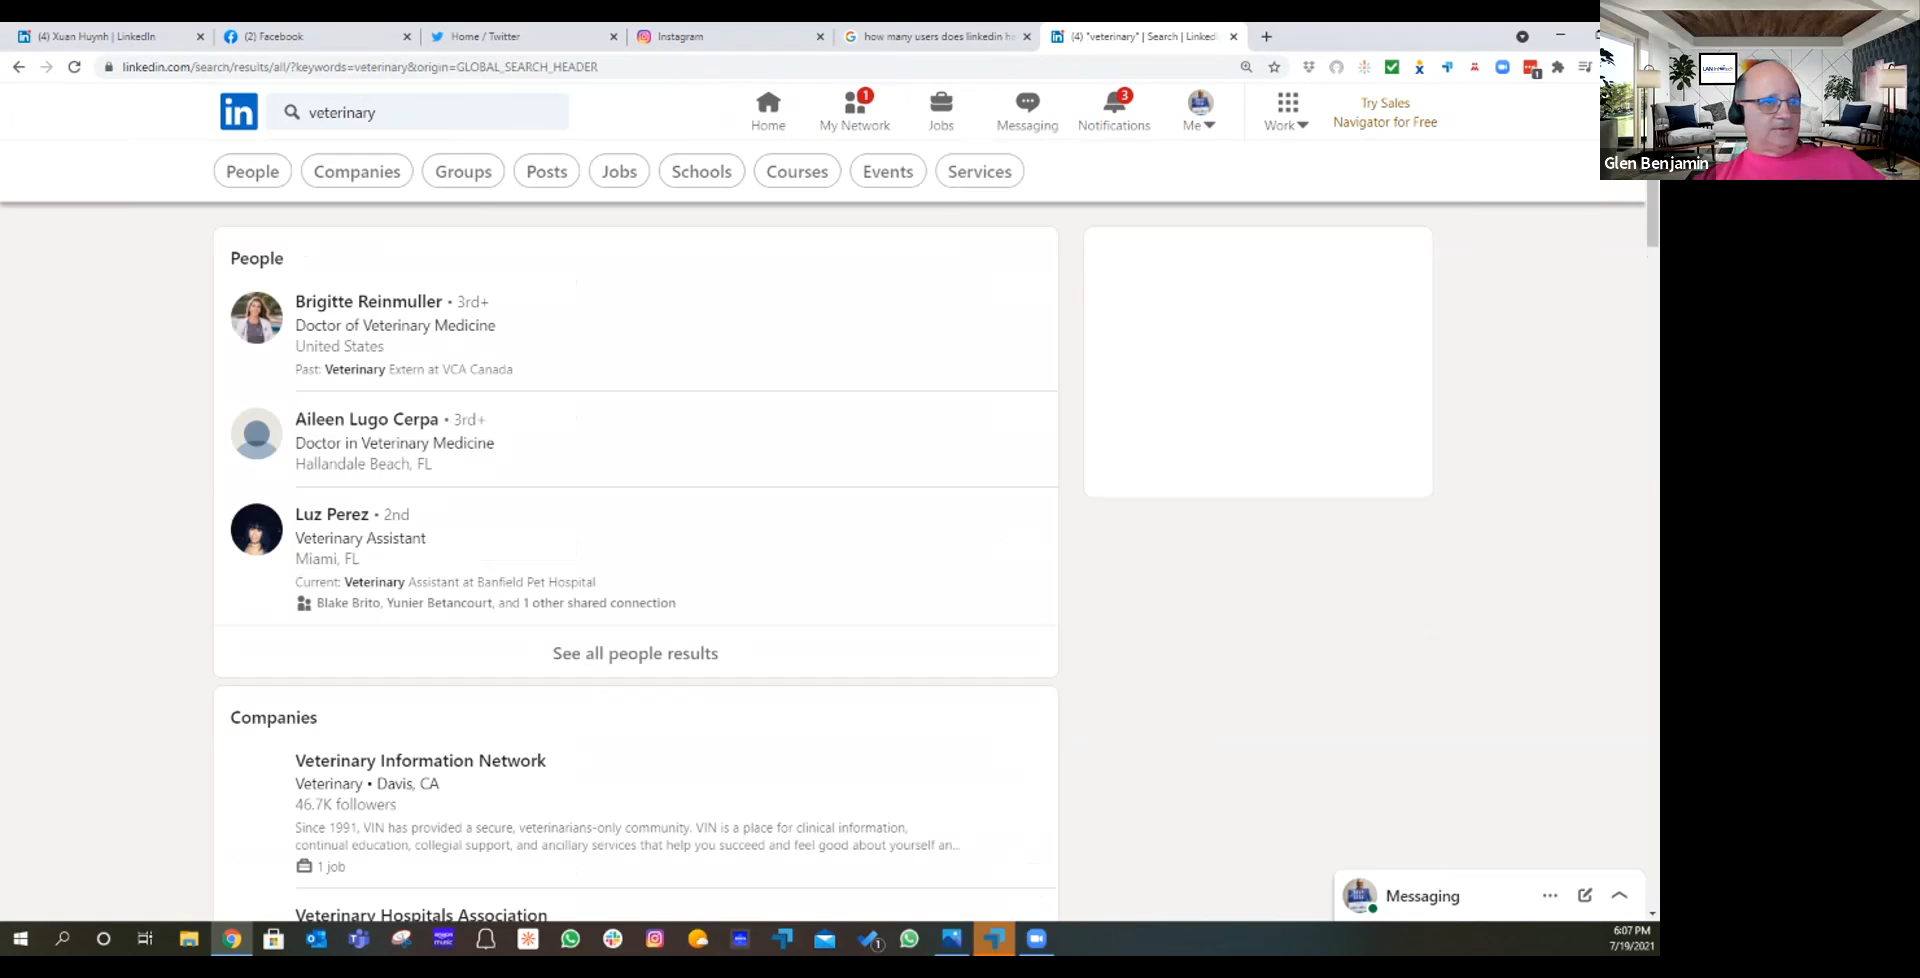 (4) Xuan Huynh | LinkedIn
(2) Facebook
Home / Twitter
Instagram
how many users does linkedin h
(4) "veterinary" | Search | Linked
linkedin.com/search/results/all/?keywords=veterinary&origin=GLOBAL_SEARCH_HEADER
veterinary
Home
1
My Network
Jobs
Messaging
3
Notifications
Me
Work
Try Sales
Navigator for Free
Glen Benjamin
People
Companies
Groups
Posts
Jobs
Schools
Courses
Events
Services
People
Brigitte Reinmuller • 3rd+
Doctor of Veterinary Medicine
United States
Past: Veterinary Extern at VCA Canada
Aileen Lugo Cerpa • 3rd+
Doctor in Veterinary Medicine
Hallandale Beach, FL
Luz Perez • 2nd
Veterinary Assistant
Miami, FL
Current: Veterinary Assistant at Banfield Pet Hospital
Blake Brito, Yunier Betancourt, and 1 other shared connection
See all people results
Companies
Veterinary Information Network
Veterinary • Davis, CA
46.7K followers
Since 1991, VIN has provided a secure, veterinarians-only community. VIN is a place for clinical information,
continual education, collegial support, and ancillary services that help you succeed and feel good about yourself an...
1 job
Veterinary Hospitals Association
Messaging
6:07 PM
7/19/2021